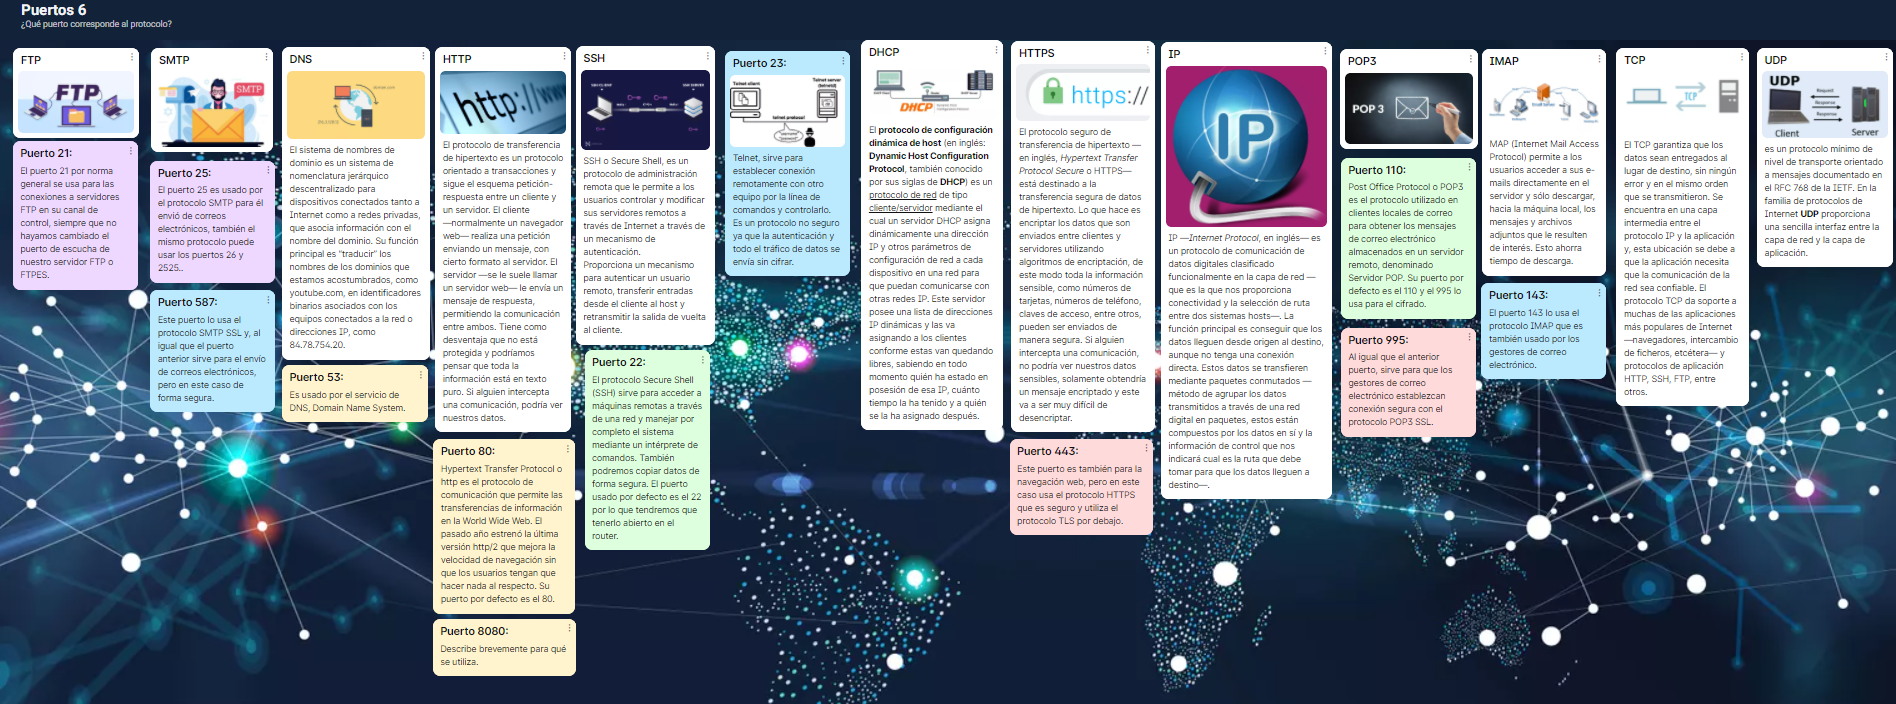 Puertos 6
¿Qué puerto corresponde al protocolo?
FTP
FTP
Puerto 21:
El puerto 21 por norma
general se usa para las
conexiones a servidores
FTP en su canal de
control, siempre que no
hayamos cambiado el
puerto de escucha de
nuestro servidor FTP o
FTPES.
SMTP
SMTP
Puerto 25:
El puerto 25 es usado por
el protocolo SMTP para él
envió de correos
electrónicos, también el
mismo protocolo puede
usar los puertos 26 y
2525..
Puerto 587:
Este puerto lo usa el
protocolo SMTP SSL y, al
igual que el puerto
anterior sirve para el envío
de correos electrónicos,
pero en este caso de
forma segura.
DNS
El sistema de nombres de
dominio es un sistema de
nomenclatura jerárquico
descentralizado para
dispositivos conectados tanto a
Internet como a redes privadas,
que asocia información con el
nombre del dominio. Su función
principal es "traducir" los
nombres de los dominios que
estamos acostumbrados, como
youtube.com, en identificadores
binarios asociados con los
equipos conectados a la red o
direcciones IP, como
84.78.754.20.
Puerto 53:
Es usado por el servicio de
DNS, Domain Name System.
HTTP
http://www
El protocolo de transferencia
de hipertexto es un protocolo
orientado a transacciones y
sigue el esquema petición-
respuesta entre un cliente y
un servidor. El cliente
—normalmente un navegador
web— realiza una petición
enviando un mensaje, con
cierto formato al servidor. El
servidor —se le suele llamar
un servidor web— le envía un
mensaje de respuesta,
permitiendo la comunicación
entre ambos. Tiene como
desventaja que no está
protegida y podríamos
pensar que toda la
información está en texto
puro. Si alguien intercepta
una comunicación, podría ver
nuestros datos.
Puerto 80:
Hypertext Transfer Protocol o
http es el protocolo de
comunicación que permite las
transferencias de información
en la World Wide Web. El
pasado año estrenó la última
versión http/2 que mejora la
velocidad de navegación sin
que los usuarios tengan que
hacer nada al respecto. Su
puerto por defecto es el 80.
Puerto 8080:
Describe brevemente para qué
se utiliza.
SSH
SSH o Secure Shell, es un
protocolo de administración
remota que le permite a los
usuarios controlar y modificar
sus servidores remotos a
través de Internet a través de
un mecanismo de
autenticación.
Proporciona un mecanismo
para autenticar un usuario
remoto, transferir entradas
desde el cliente al host y
retransmitir la salida de vuelta
al cliente.
Puerto 22:
El protocolo Secure Shell
(SSH) sirve para acceder a
máquinas remotas a través
de una red y manejar por
completo el sistema
mediante un intérprete de
comandos. También
podremos copiar datos de
forma segura. El puerto
usado por defecto es el 22
por lo que tendremos que
tenerlo abierto en el
router.
Puerto 23:
Telnet client
Telnet server
(telnetd)
Telnet protocol
Telnet, sirve para
establecer conexión
remotamente con otro
equipo por la línea de
comandos y controlarlo.
Es un protocolo no seguro
ya que la autenticación y
todo el tráfico de datos se
envía sin cifrar.
DHCP
DHCP
El protocolo de configuración
dinámica de host (en inglés:
Dynamic Host Configuration
Protocol, también conocido
por sus siglas de DHCP) es un
protocolo de red de tipo
cliente/servidor mediante el
cual un servidor DHCP asigna
dinámicamente una dirección
IP y otros parámetros de
configuración de red a cada
dispositivo en una red para
que puedan comunicarse con
otras redes IP. Este servidor
posee una lista de direcciones
IP dinámicas y las va
asignando a los clientes
conforme estas van quedando
libres, sabiendo en todo
momento quién ha estado en
posesión de esa IP, cuánto
tiempo la ha tenido y a quién
se la ha asignado después.
HTTPS
https://
El protocolo seguro de
transferencia de hipertexto —
en inglés, Hypertext Transfer
Protocol Secure o HTTPS—
está destinado a la
transferencia segura de datos
de hipertexto. Lo que hace es
encriptar los datos que son
enviados entre clientes y
servidores utilizando
algoritmos de encriptación, de
este modo toda la información
sensible, como números de
tarjetas, números de teléfono,
claves de acceso, entre otros,
pueden ser enviados de
manera segura. Si alguien
intercepta una comunicación,
no podría ver nuestros datos
sensibles, solamente obtendría
un mensaje encriptado y este
va a ser muy difícil de
desencriptar.
Puerto 443:
Este puerto es también para la
navegación web, pero en este
caso usa el protocolo HTTPS
que es seguro y utiliza el
protocolo TLS por debajo.
IP
IP
IP —Internet Protocol, en inglés— es
un protocolo de comunicación de
datos digitales clasificado
funcionalmente en la capa de red —
que es la que nos proporciona
conectividad y la selección de ruta
entre dos sistemas hosts—. La
función principal es conseguir que los
datos lleguen desde origen al destino,
aunque no tenga una conexión
directa. Estos datos se transfieren
mediante paquetes conmutados —
método de agrupar los datos
transmitidos a través de una red
digital en paquetes, estos están
compuestos por los datos en sí y la
información de control que nos
indicará cual es la ruta que debe
tomar para que los datos lleguen a
destino—.
POP3
POP 3
Puerto 110:
Post Office Protocol o POP3
es el protocolo utilizado en
clientes locales de correo
para obtener los mensajes
de correo electrónico
almacenados en un servidor
remoto, denominado
Servidor POP. Su puerto por
defecto es el 110 y el 995 lo
usa para el cifrado.
Puerto 995:
Al igual que el anterior
puerto, sirve para que los
gestores de correo
electrónico establezcan
conexión segura con el
protocolo POP3 SSL.
IMAP
MAP (Internet Mail Access
Protocol) permite a los
usuarios acceder a sus e-
mails directamente en el
servidor y sólo descargar,
hacia la máquina local, los
mensajes y archivos
adjuntos que le resulten
de interés. Esto ahorra
tiempo de descarga.
Puerto 143:
El puerto 143 lo usa el
protocolo IMAP que es
también usado por los
gestores de correo
electrónico.
TCP
TCP
El TCP garantiza que los
datos sean entregados al
lugar de destino, sin ningún
error y en el mismo orden
que se transmitieron. Se
encuentra en una capa
intermedia entre el
protocolo IP y la aplicación
y, esta ubicación se debe a
que la aplicación necesita
que la comunicación de la
red sea confiable. El
protocolo TCP da soporte a
muchas de las aplicaciones
más populares de Internet
—navegadores, intercambio
de ficheros, etcétera— y
protocolos de aplicación
HTTP, SSH, FTP, entre
otros.
UDP
UDP
Request
Response
Response
Client
Server
es un protocolo mínimo de
nivel de transporte orientado
a mensajes documentado en
el RFC 768 de la IETF. En la
familia de protocolos de
Internet UDP proporciona
una sencilla interfaz entre la
capa de red y la capa de
aplicación.